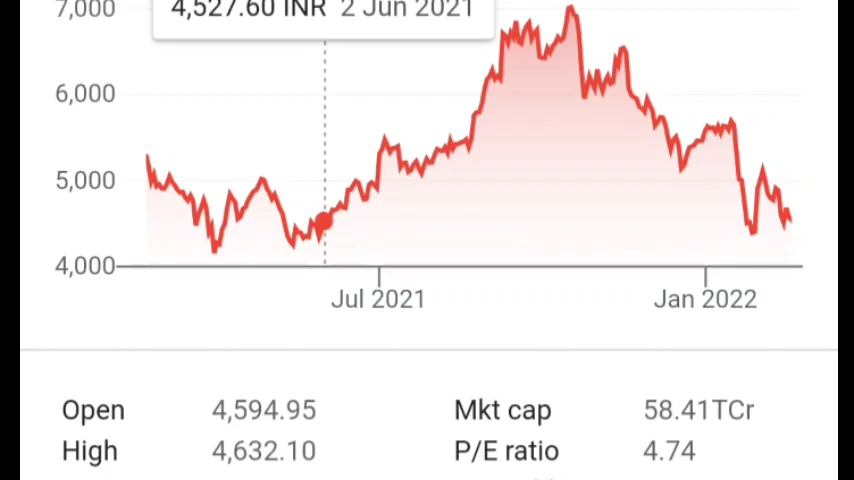 7,000
4,527.60 INR 2 Jun 2021
6,000
5,000
4,000
Jul 2021 Jan 2022
Open 4,594.95 Mkt cap 58.41TCr
High 4,632.10 P/E ratio 4.74